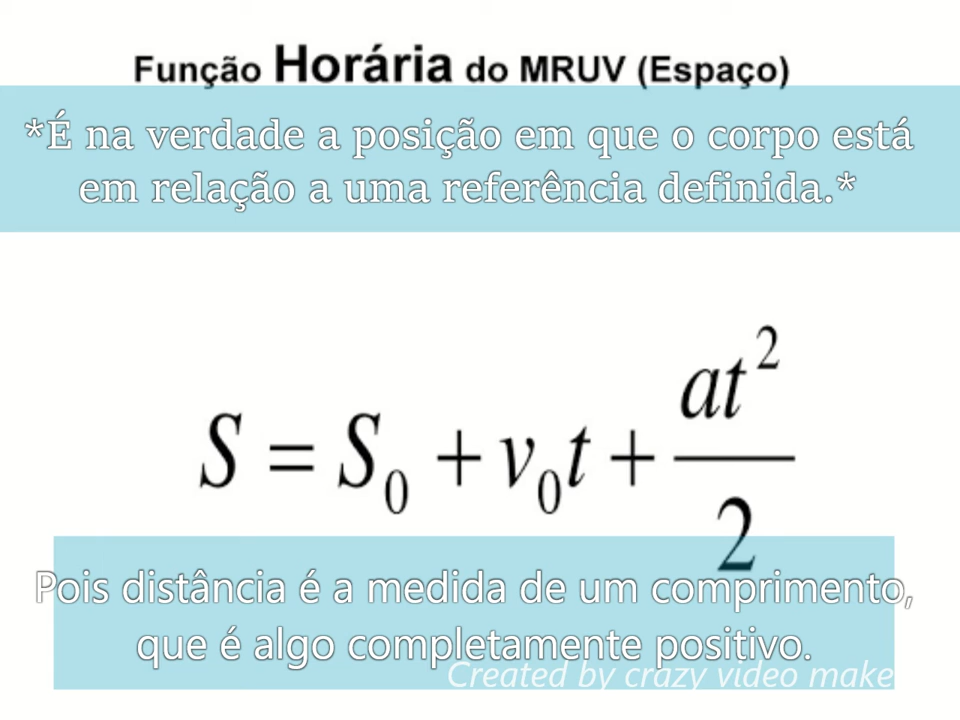 Função Horária do MRUV (Espaço)
*É na verdade a posição em que o corpo está
em relação a uma referência definida.*
S = S₀ + v₀t + at²/2
Pois distância é a medida de um comprimento,
que é algo completamente positivo.
Created by crazy video make